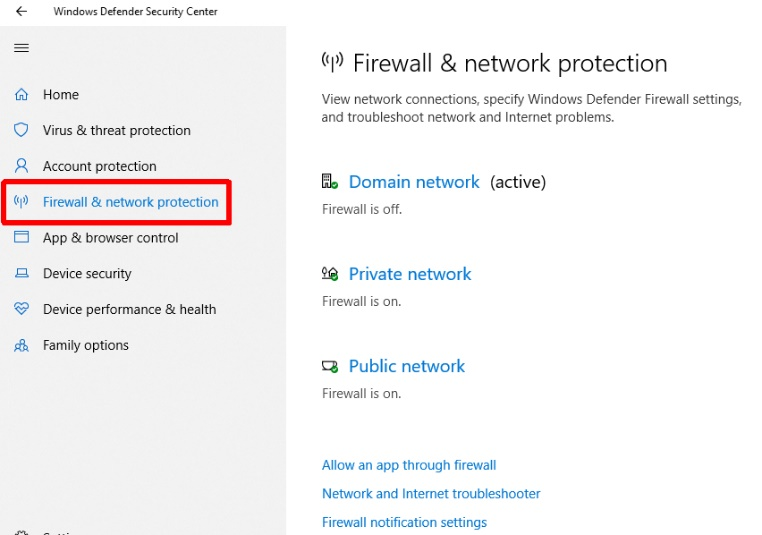 Windows Defender Security Center
Home
Virus & threat protection
Account protection
Firewall & network protection
App & browser control
Device security
Device performance & health
Family options
Firewall & network protection
View network connections, specify Windows Defender Firewall settings,
and troubleshoot network and Internet problems.
Domain network (active)
Firewall is off.
Private network
Firewall is on.
Public network
Firewall is on.
Allow an app through firewall
Network and Internet troubleshooter
Firewall notification settings